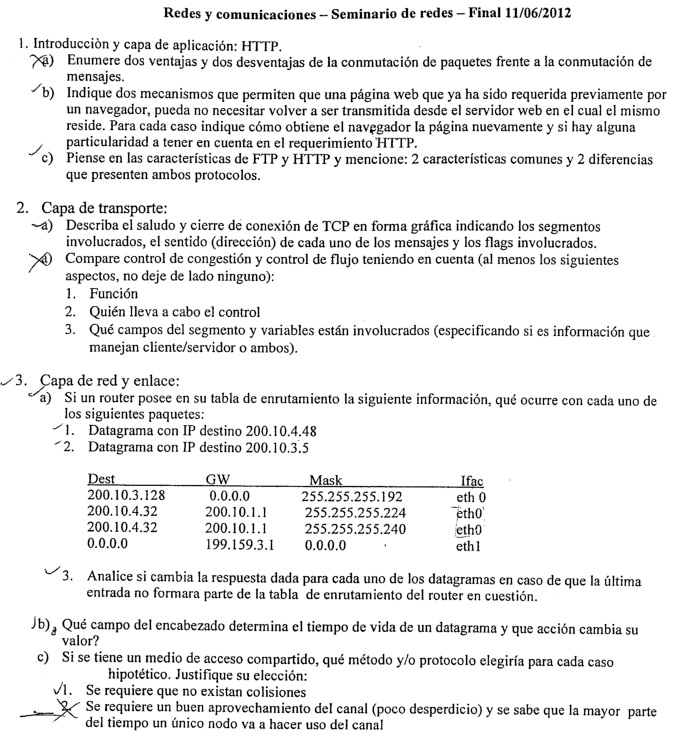 Redes y comunicaciones – Seminario de redes – Final 11/06/2012
1. Introducciòn y capa de aplicación: HTTP.
a) Enumere dos ventajas y dos desventajas de la conmutación de paquetes frente a la conmutación de
mensajes.
b) Indique dos mecanismos que permiten que una página web que ya ha sido requerida previamente por
un navegador, pueda no necesitar volver a ser transmitida desde el servidor web en el cual el mismo
reside. Para cada caso indique cómo obtiene el navegador la página nuevamente y si hay alguna
particularidad a tener en cuenta en el requerimiento HTTP.
c) Piense en las características de FTP y HTTP y mencione: 2 características comunes y 2 diferencias
que presenten ambos protocolos.
2. Capa de transporte:
a) Describa el saludo y cierre de conexión de TCP en forma gráfica indicando los segmentos
involucrados, el sentido (dirección) de cada uno de los mensajes y los flags involucrados.
b) Compare control de congestión y control de flujo teniendo en cuenta (al menos los siguientes
aspectos, no deje de lado ninguno):
1. Función
2. Quién lleva a cabo el control
3. Qué campos del segmento y variables están involucrados (especificando si es información que
manejan cliente/servidor o ambos).
3. Capa de red y enlace:
a) Si un router posee en su tabla de enrutamiento la siguiente información, qué ocurre con cada uno de
los siguientes paquetes:
1. Datagrama con IP destino 200.10.4.48
2. Datagrama con IP destino 200.10.3.5
Dest GW Mask Ifac
200.10.3.128 0.0.0.0 255.255.255.192 eth 0
200.10.4.32 200.10.1.1 255.255.255.224 eth0
200.10.4.32 200.10.1.1 255.255.255.240 eth0
0.0.0.0 199.159.3.1 0.0.0.0 eth1
3. Analice si cambia la respuesta dada para cada uno de los datagramas en caso de que la última
entrada no formara parte de la tabla de enrutamiento del router en cuestión.
b) Qué campo del encabezado determina el tiempo de vida de un datagrama y que acción cambia su
valor?
c) Si se tiene un medio de acceso compartido, qué método y/o protocolo elegiría para cada caso
hipotético. Justifique su elección:
1. Se requiere que no existan colisiones
2. Se requiere un buen aprovechamiento del canal (poco desperdicio) y se sabe que la mayor parte
del tiempo un único nodo va a hacer uso del canal